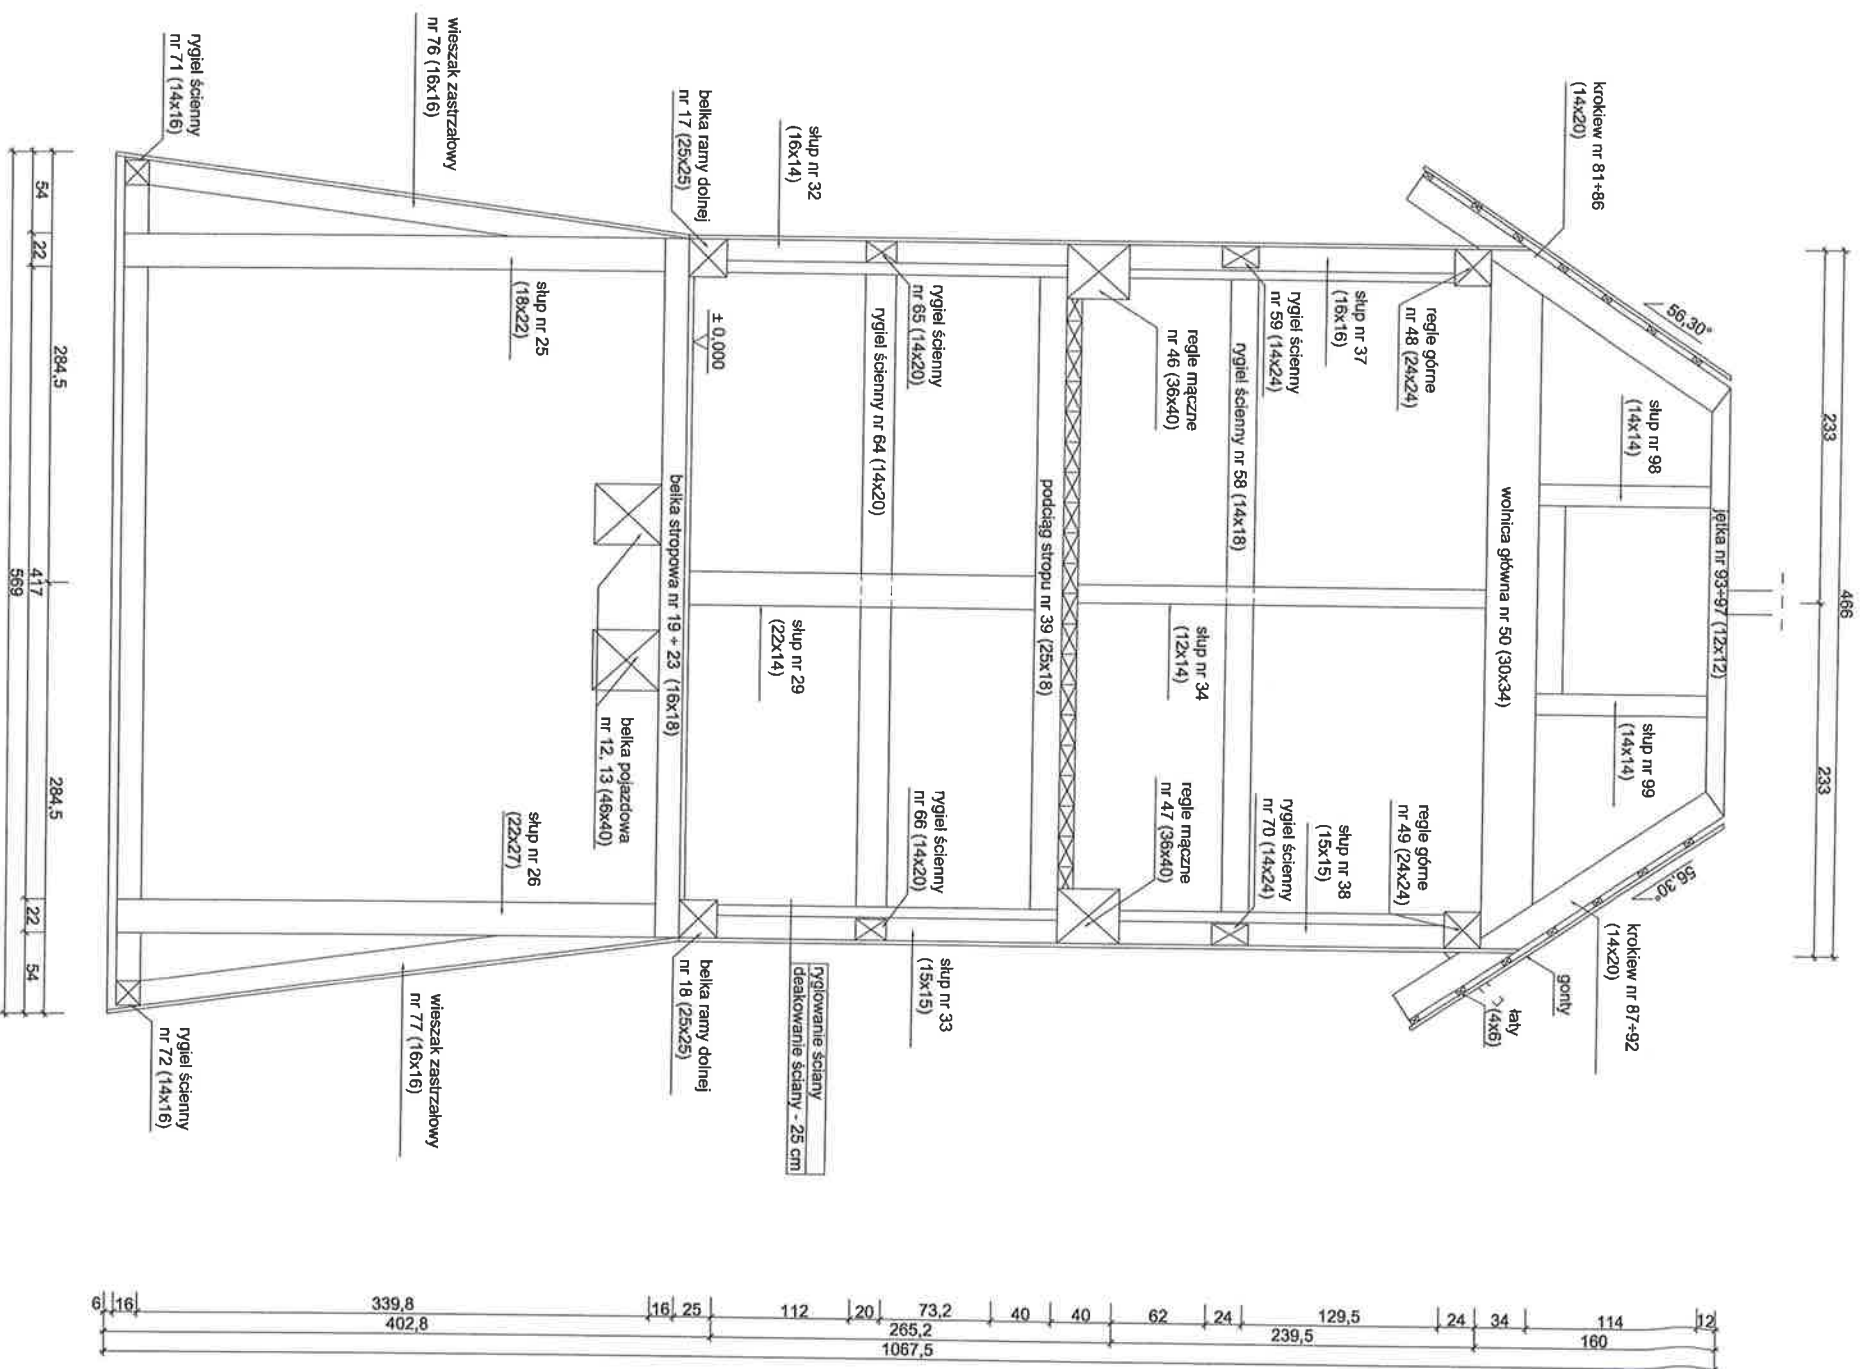 krokiew nr 81÷86
(14x20)
56,30°
słup nr 98
(14x14)
jętka nr 93÷97 (12x12)
słup nr 99
(14x14)
56,30°
krokiew nr 87÷92
(14x20)
gonty
łaty
(4x6)
466
233
233
wolnica główna nr 50 (30x34)
regle górne
nr 48 (24x24)
słup nr 37
(16x16)
rygiel ścienny
nr 59 (14x24)
rygiel ścienny nr 58 (14x18)
regle mączne
nr 46 (36x40)
słup nr 34
(12x14)
regle górne
nr 49 (24x24)
słup nr 38
(15x15)
rygiel ścienny
nr 70 (14x24)
regle mączne
nr 47 (36x40)
podciąg stropu nr 39 (25x18)
słup nr 32
(16x14)
rygiel ścienny
nr 65 (14x20)
rygiel ścienny nr 64 (14x20)
słup nr 29
(22x14)
rygiel ścienny
nr 66 (14x20)
słup nr 33
(15x15)
ryglowanie ściany
deakowanie ściany - 25 cm
belka ramy dolnej
nr 17 (25x25)
± 0,000
belka stropowa nr 19 ÷ 23 (16x18)
belka ramy dolnej
nr 18 (25x25)
belka pojazdowa
nr 12, 13 (46x40)
słup nr 25
(18x22)
słup nr 26
(22x27)
wieszak zastrzałowy
nr 76 (16x16)
wieszak zastrzałowy
nr 77 (16x16)
rygiel ścienny
nr 71 (14x16)
rygiel ścienny
nr 72 (14x16)
284,5
284,5
54
22
417
22
54
569
6
16
339,8
16
25
112
20
73,2
40
40
62
24
129,5
24
34
114
12
402,8
265,2
239,5
160
1067,5